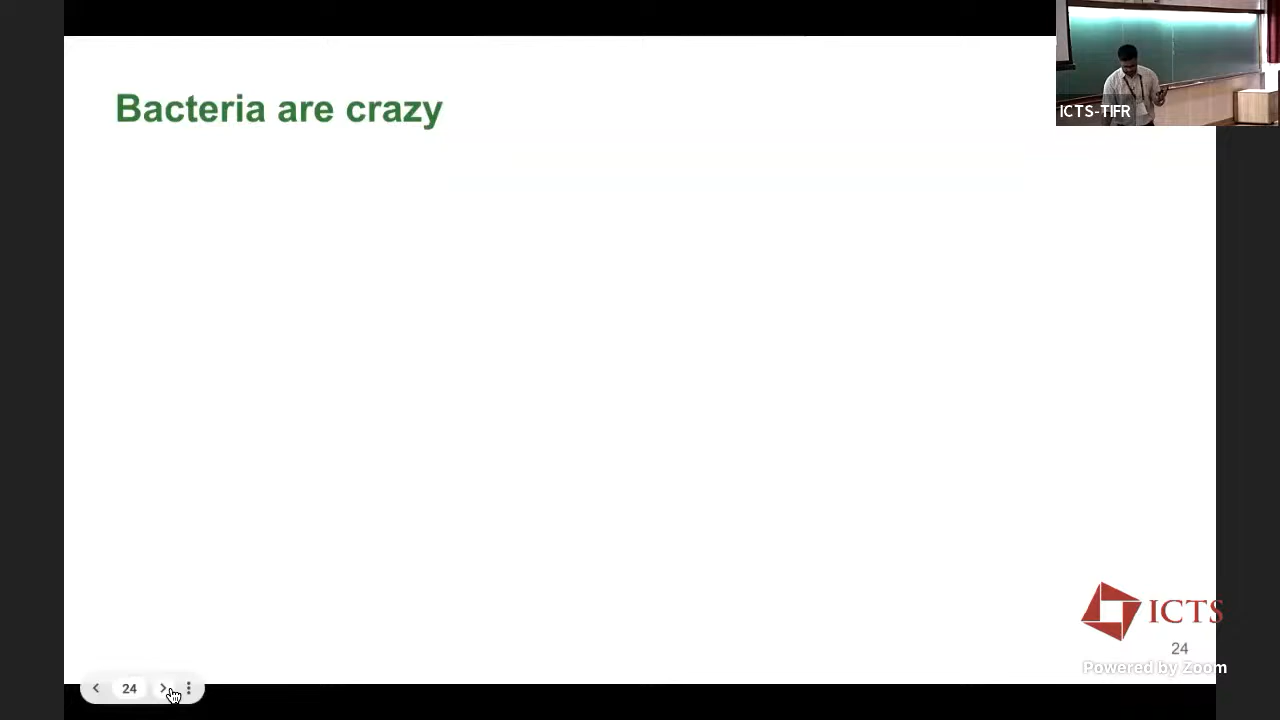 Bacteria are crazy
ICTS-TIFR
ICTS
24
Powered by Zoom
24